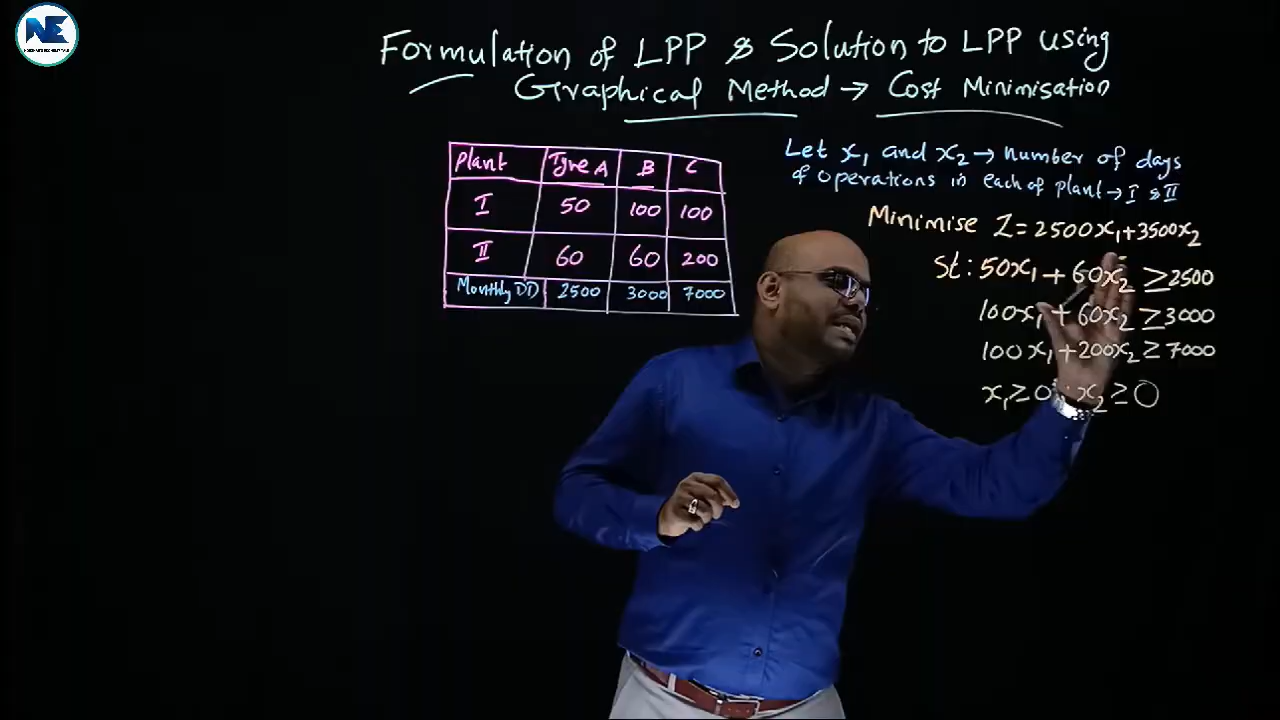 NE
Formulation of LPP & Solution to LPP using
Graphical Method → Cost Minimisation
Plant Tyre A B C
I 50 100 100
II 60 60 200
Monthly DD 2500 3000 7000
Let x₁ and x₂ → number of days
of operations in each of plant → I & II
Minimise Z = 2500x₁ + 3500x₂
St: 50x₁ + 60x₂ ≥ 2500
100x₁ + 60x₂ ≥ 3000
100x₁ + 200x₂ ≥ 7000
x₁ ≥ 0, x₂ ≥ 0